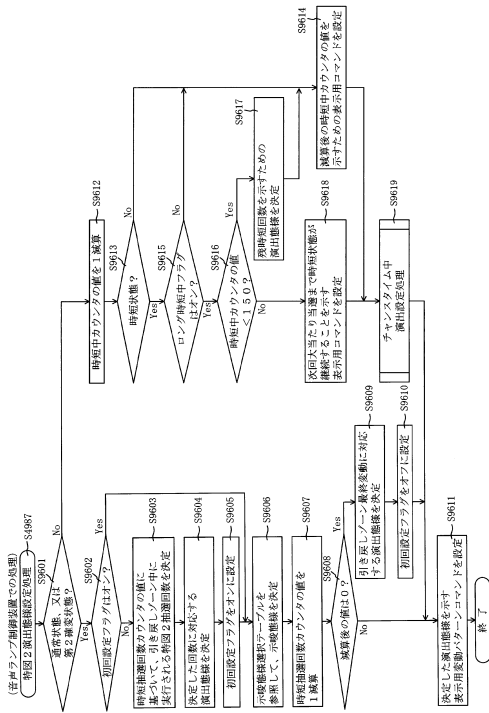 (音声ランプ制御装置での処理)
特図2演出態様設定処理
S4987
S9601
通常状態、又は
第2確変状態?
No
Yes
S9602
初回設定フラグはオン?
Yes
No
S9603
時短抽選回数カウンタの値に
基づいて、引き戻しゾーン中に
実行される特図2抽選回数を決定
S9604
決定した回数に対応する
演出態様を決定
S9605
初回設定フラグをオンに設定
S9606
示唆態様選択テーブルを
参照して、示唆態様を決定
S9607
時短抽選回数カウンタの値を
1減算
S9608
減算後の値は0?
Yes
No
S9609
引き戻しゾーン最終変動に対応
する演出態様を決定
S9610
初回設定フラグをオフに設定
S9611
決定した演出態様を示す
表示用変動パターンコマンドを設定
終了
S9612
時短中カウンタの値を1減算
S9613
時短状態?
No
Yes
S9615
ロング時短中フラグ
はオン?
No
Yes
S9616
時短中カウンタの値
<150?
Yes
No
S9617
残時短回数を示すための
演出態様を決定
S9618
次回大当たり当選まで時短状態が
継続することを示す
表示用コマンドを設定
S9614
減算後の時短中カウンタの値を
示すための表示用コマンドを設定
S9619
チャンスタイム中
演出設定処理